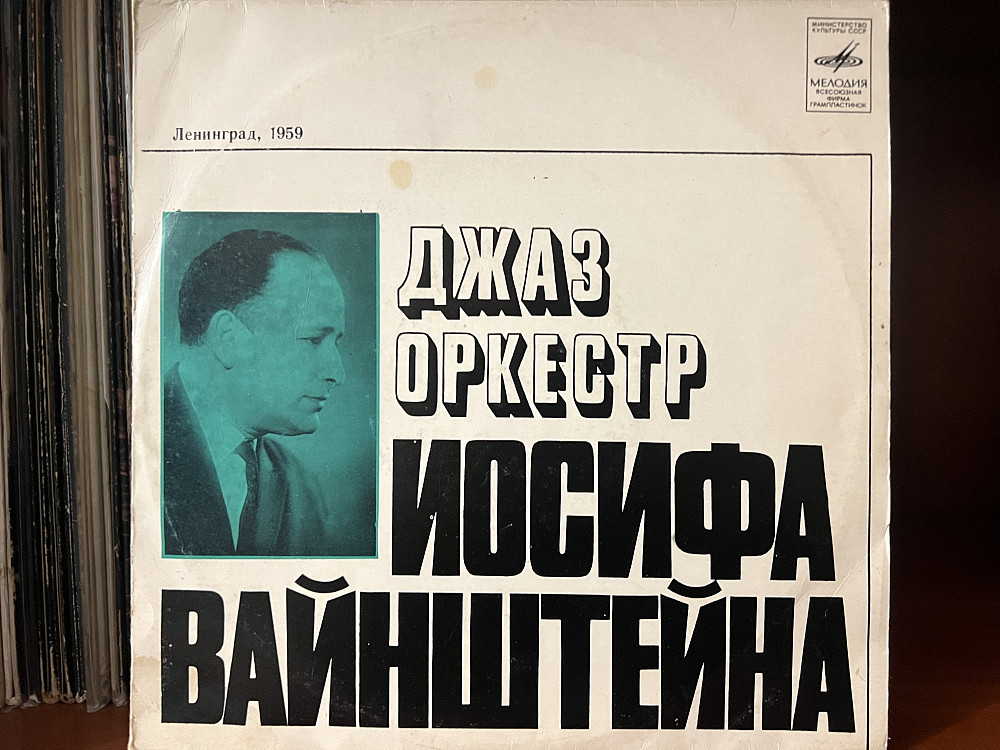 МИНИСТЕРСТВО
КУЛЬТУРЫ СССР
МЕЛОДИЯ
ВСЕСОЮЗНАЯ
ФИРМА
ГРАМПЛАСТИНОК
Ленинград, 1959
ДЖАЗ
ОРКЕСТР
ИОСИФА
ВАЙНШТЕЙНА